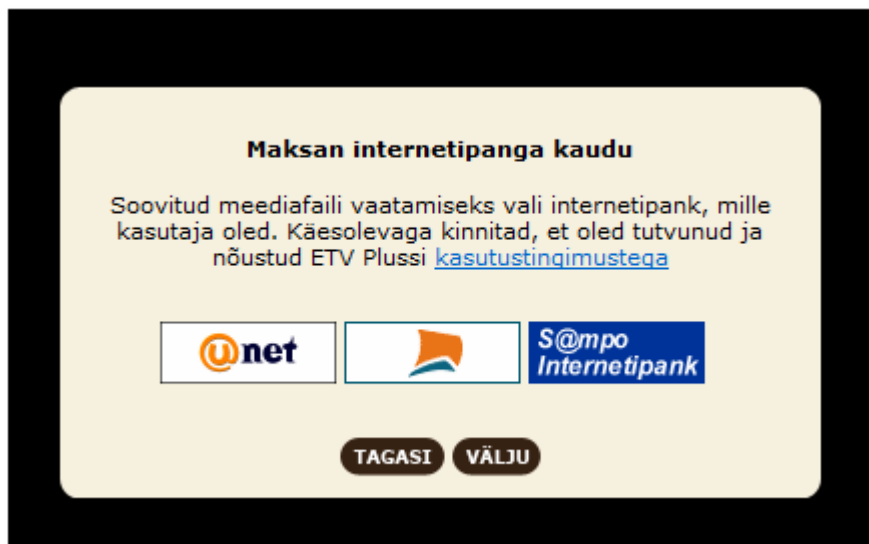 Maksan internetipanga kaudu
Soovitud meediafaili vaatamiseks vali internetipank, mille
kasutaja oled. Käesolevaga kinnitad, et oled tutvunud ja
nõustud ETV Plussi kasutustingimustega
@net
S@mpo
Internetipank
TAGASI VÄLJU